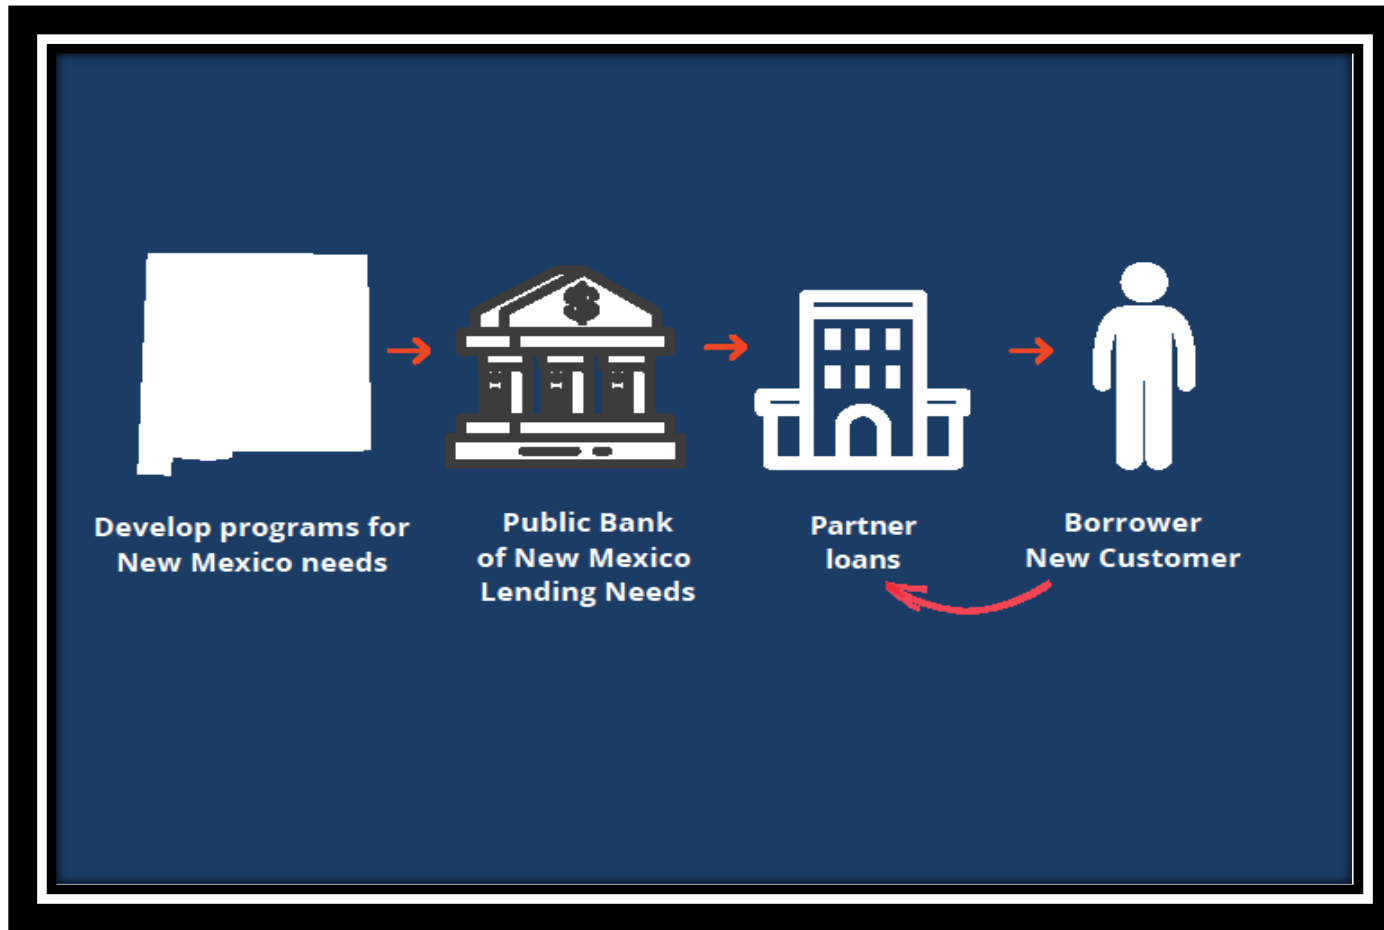 Develop programs for
New Mexico needs
Public Bank
of New Mexico
Lending Needs
Partner
loans
Borrower
New Customer